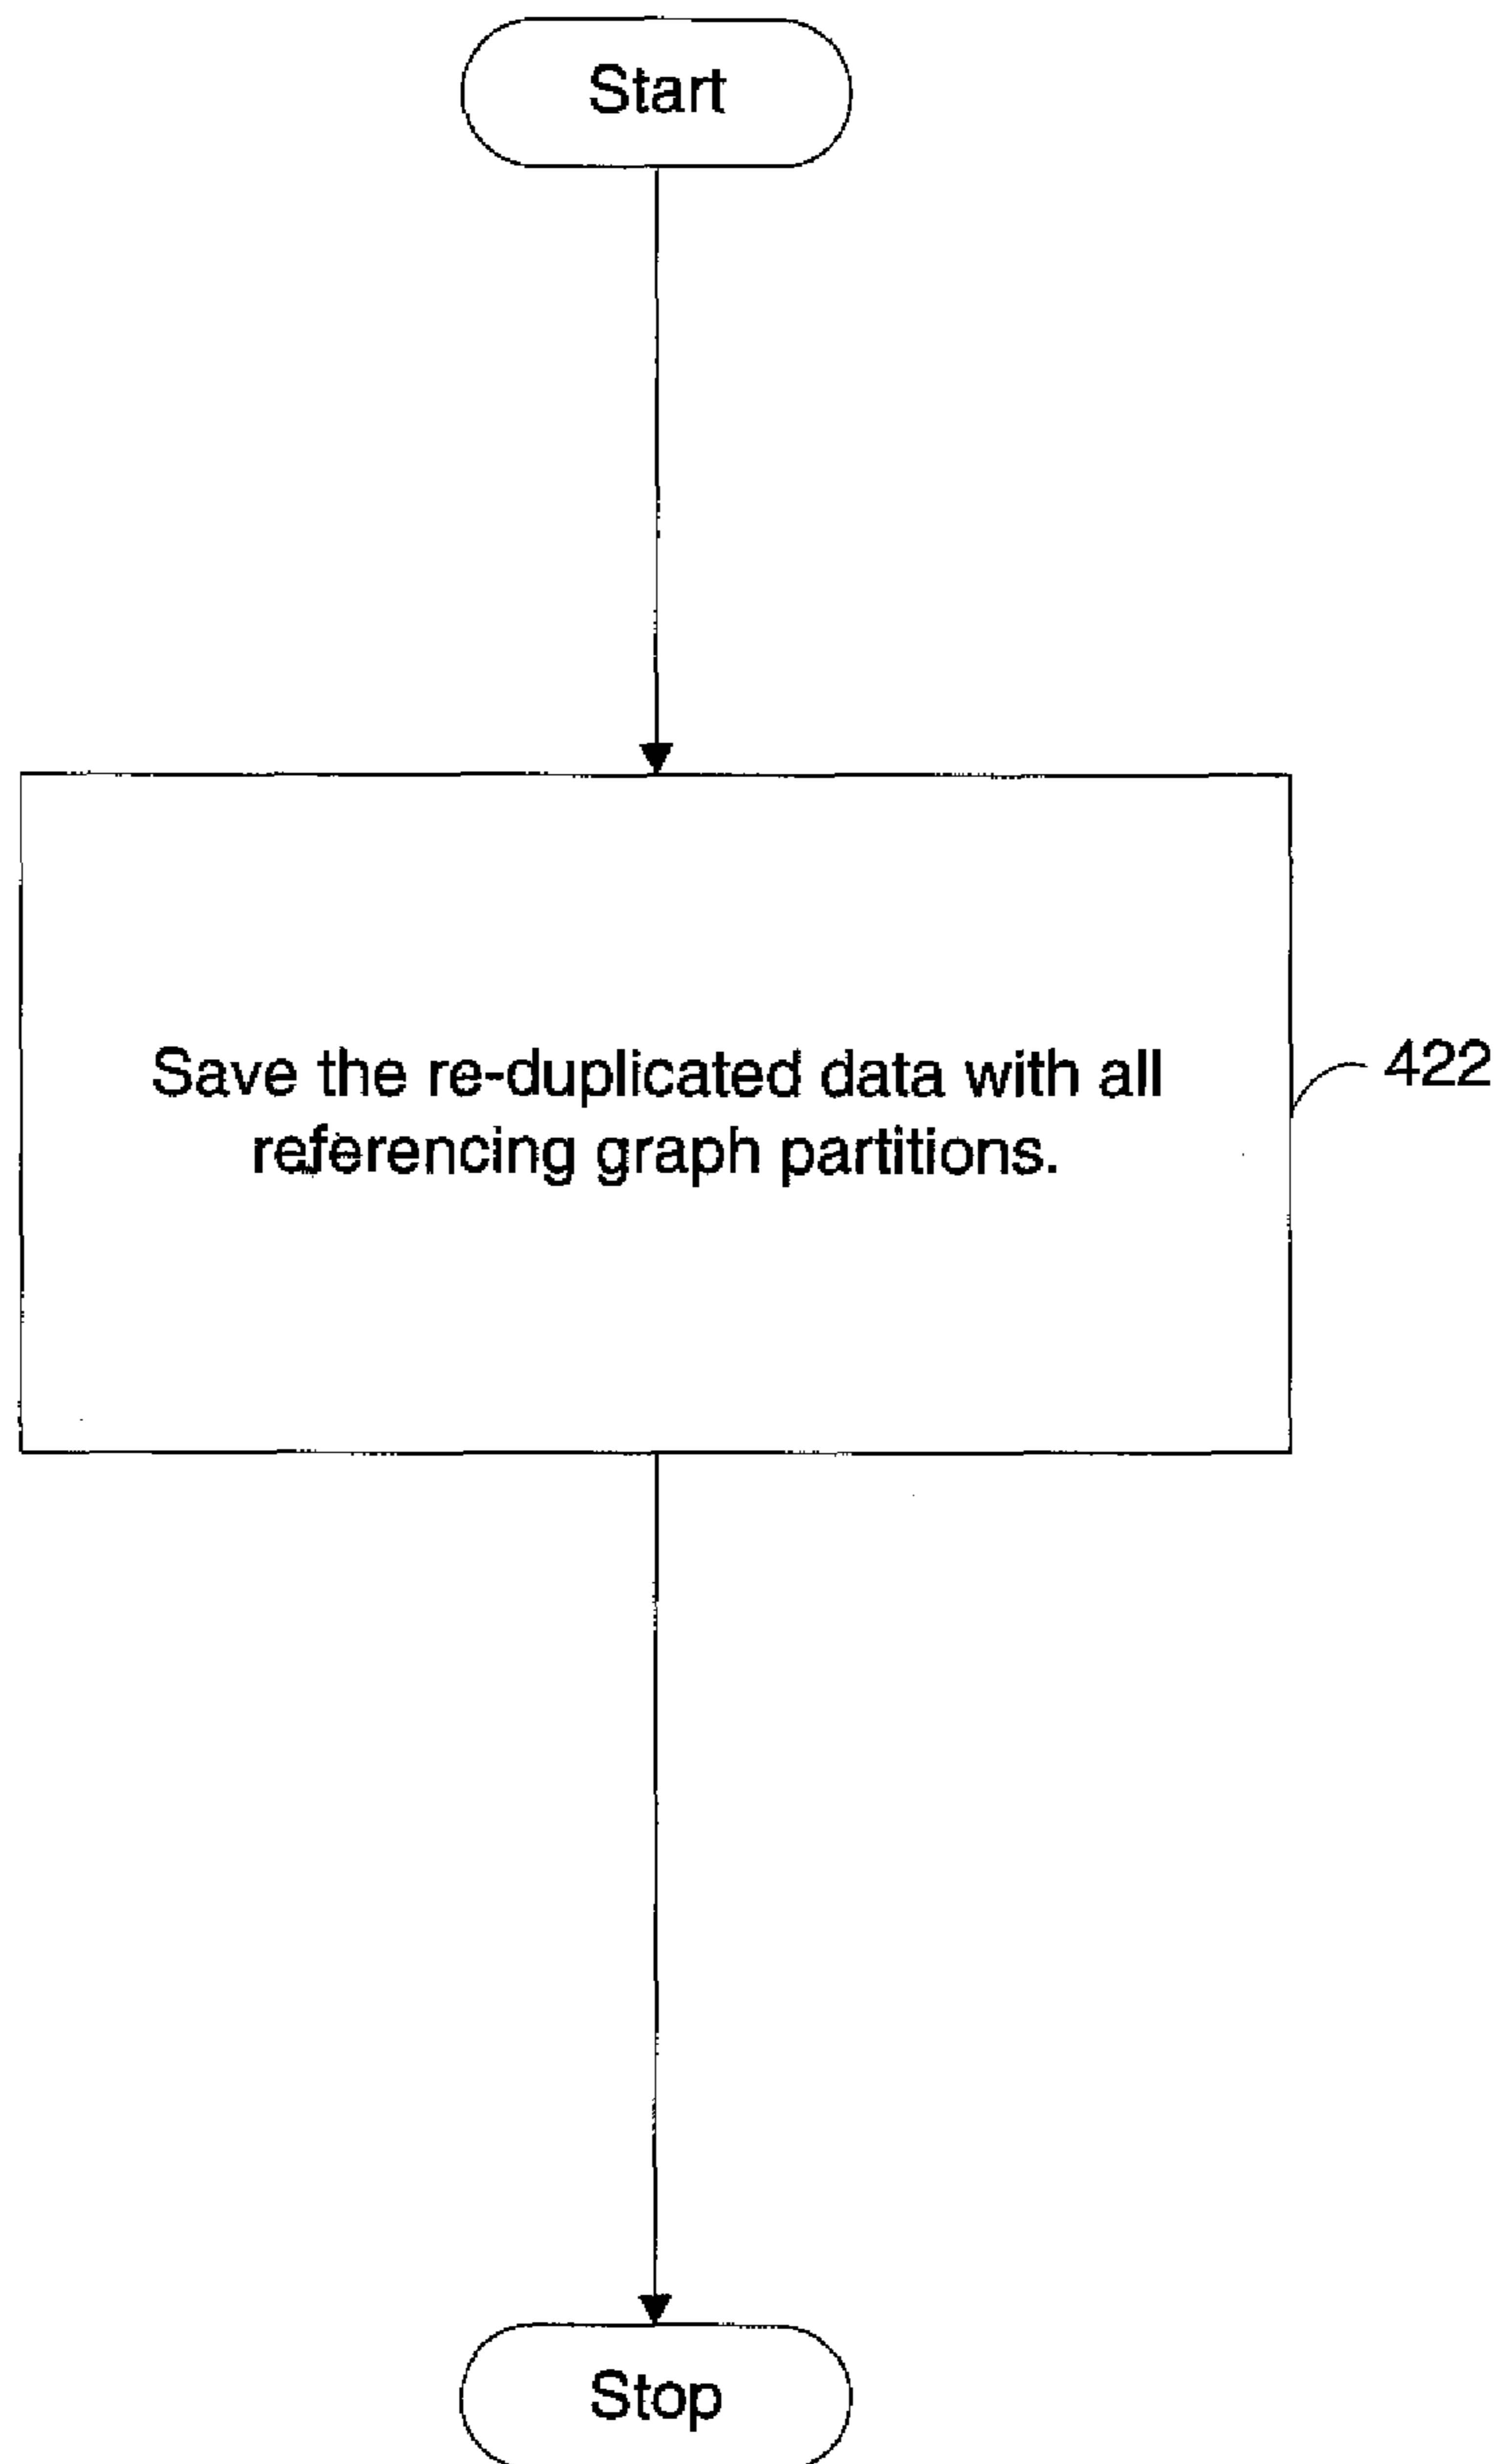 Start
Save the re-duplicated data with all
referencing graph partitions.
422
Stop